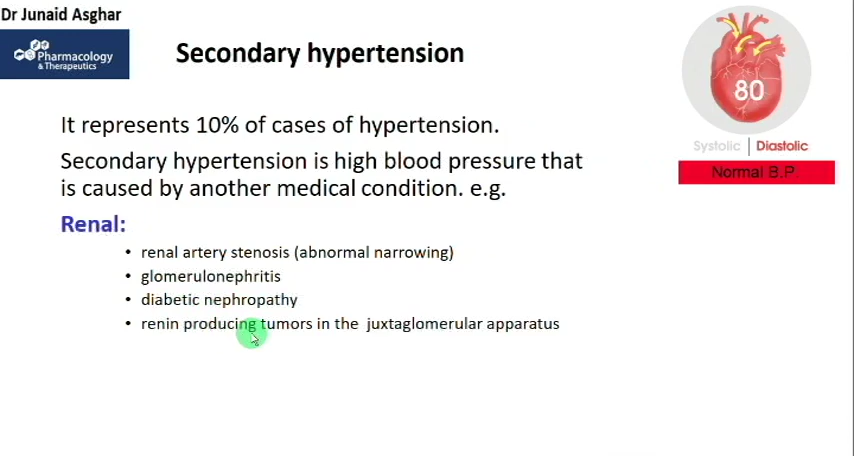 Dr Junaid Asghar
Pharmacology
& Therapeutics
Secondary hypertension
80
Systolic | Diastolic
Normal B.P
It represents 10% of cases of hypertension.
Secondary hypertension is high blood pressure that
is caused by another medical condition. e.g.
Renal:
• renal artery stenosis (abnormal narrowing)
• glomerulonephritis
• diabetic nephropathy
• renin producing tumors in the juxtaglomerular apparatus